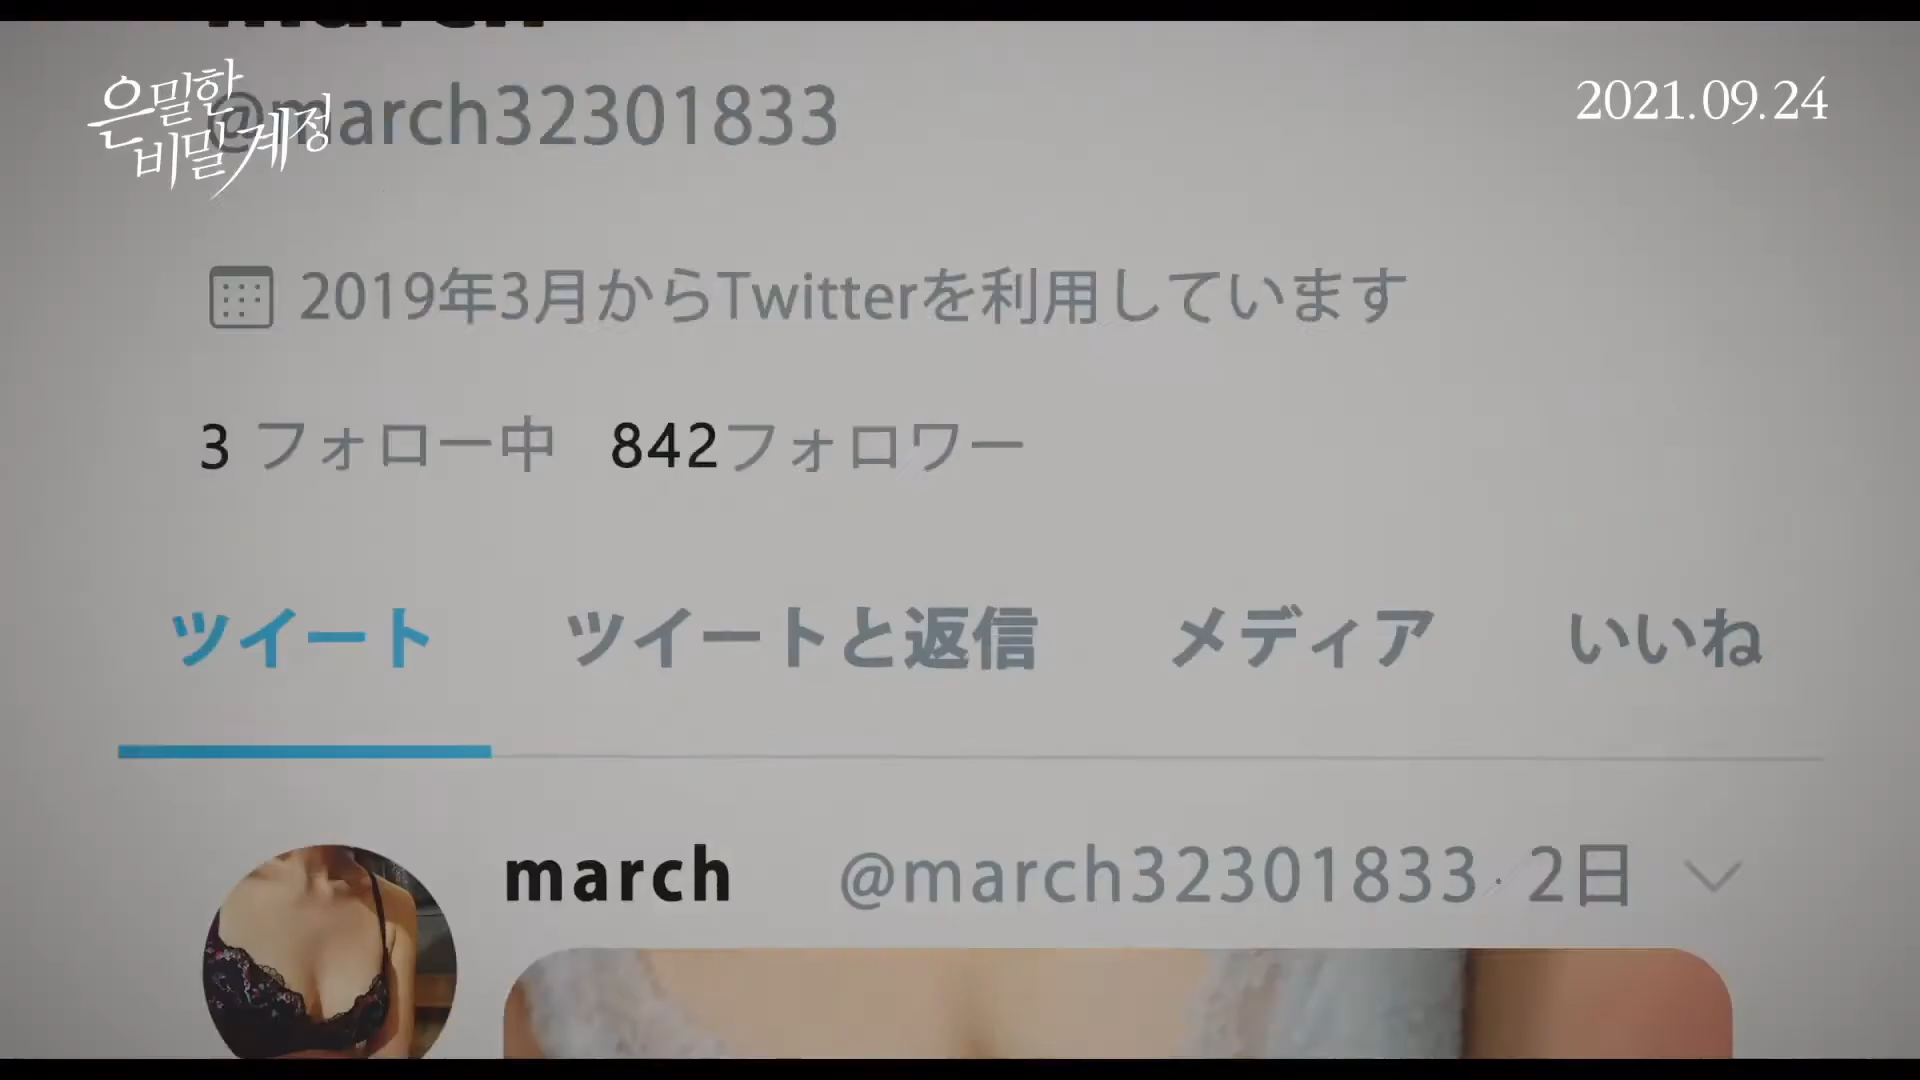 march
은밀한
비밀계정
2021.09.24
@march32301833
2019年3月からTwitterを利用しています
3 フォロー中 842フォロワー
ツイート ツイートと返信 メディア いいね
march @march32301833· 2日